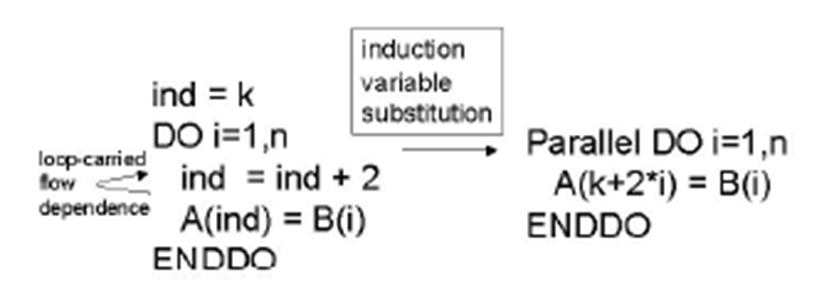 induction
variable
substitution
ind = k
DO i=1,n
loop-carried
flow
dependence
ind = ind + 2
A(ind) = B(i)
ENDDO
Parallel DO i=1,n
A(k+2*i) = B(i)
ENDDO